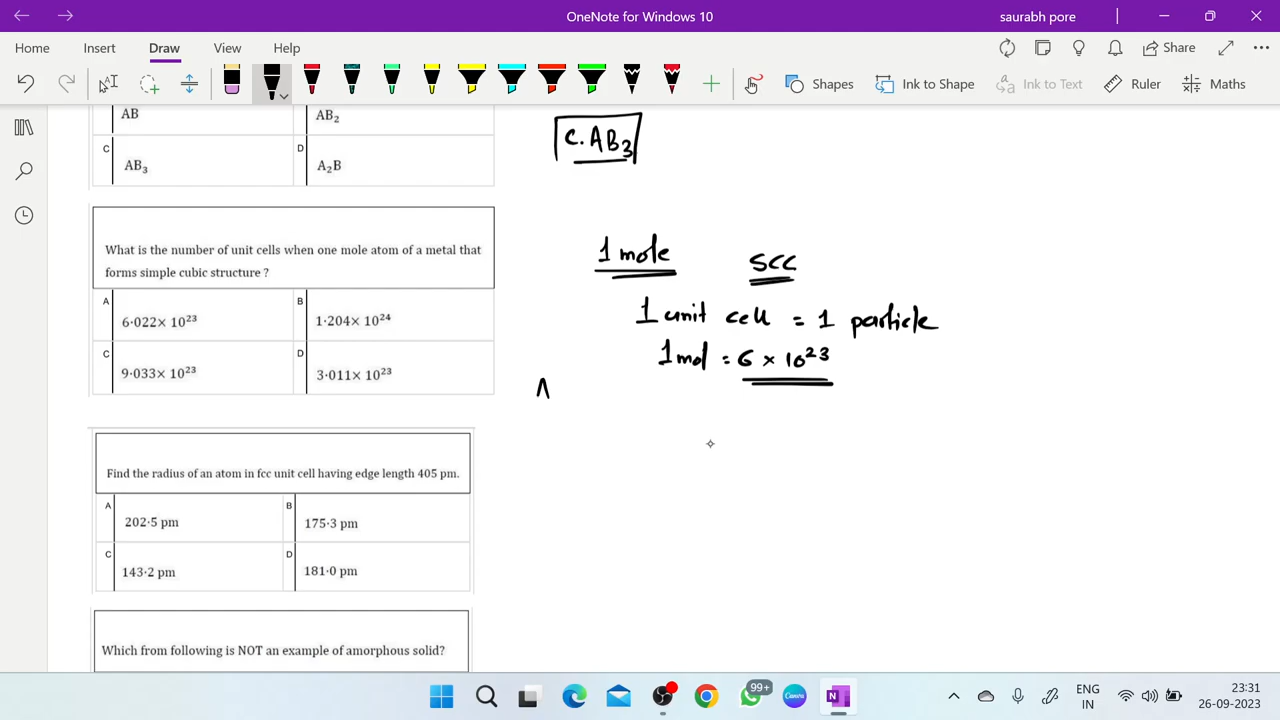 OneNote for Windows 10
saurabh pore
Home Insert Draw View Help
Share
Shapes Ink to Shape Ink to Text Ruler Maths
AB
AB₂
C
AB₃
D
A₂B
C. AB₃
What is the number of unit cells when one mole atom of a metal that
forms simple cubic structure ?
A
6·022× 10²³
B
1·204× 10²⁴
C
9·033× 10²³
D
3·011× 10²³
1 mole SCC
1 unit cell = 1 particle
1 mol = 6 × 10²³
Find the radius of an atom in fcc unit cell having edge length 405 pm.
A
202·5 pm
B
175·3 pm
C
143·2 pm
D
181·0 pm
Which from following is NOT an example of amorphous solid?
99+
ENG
IN
23:31
26-09-2023